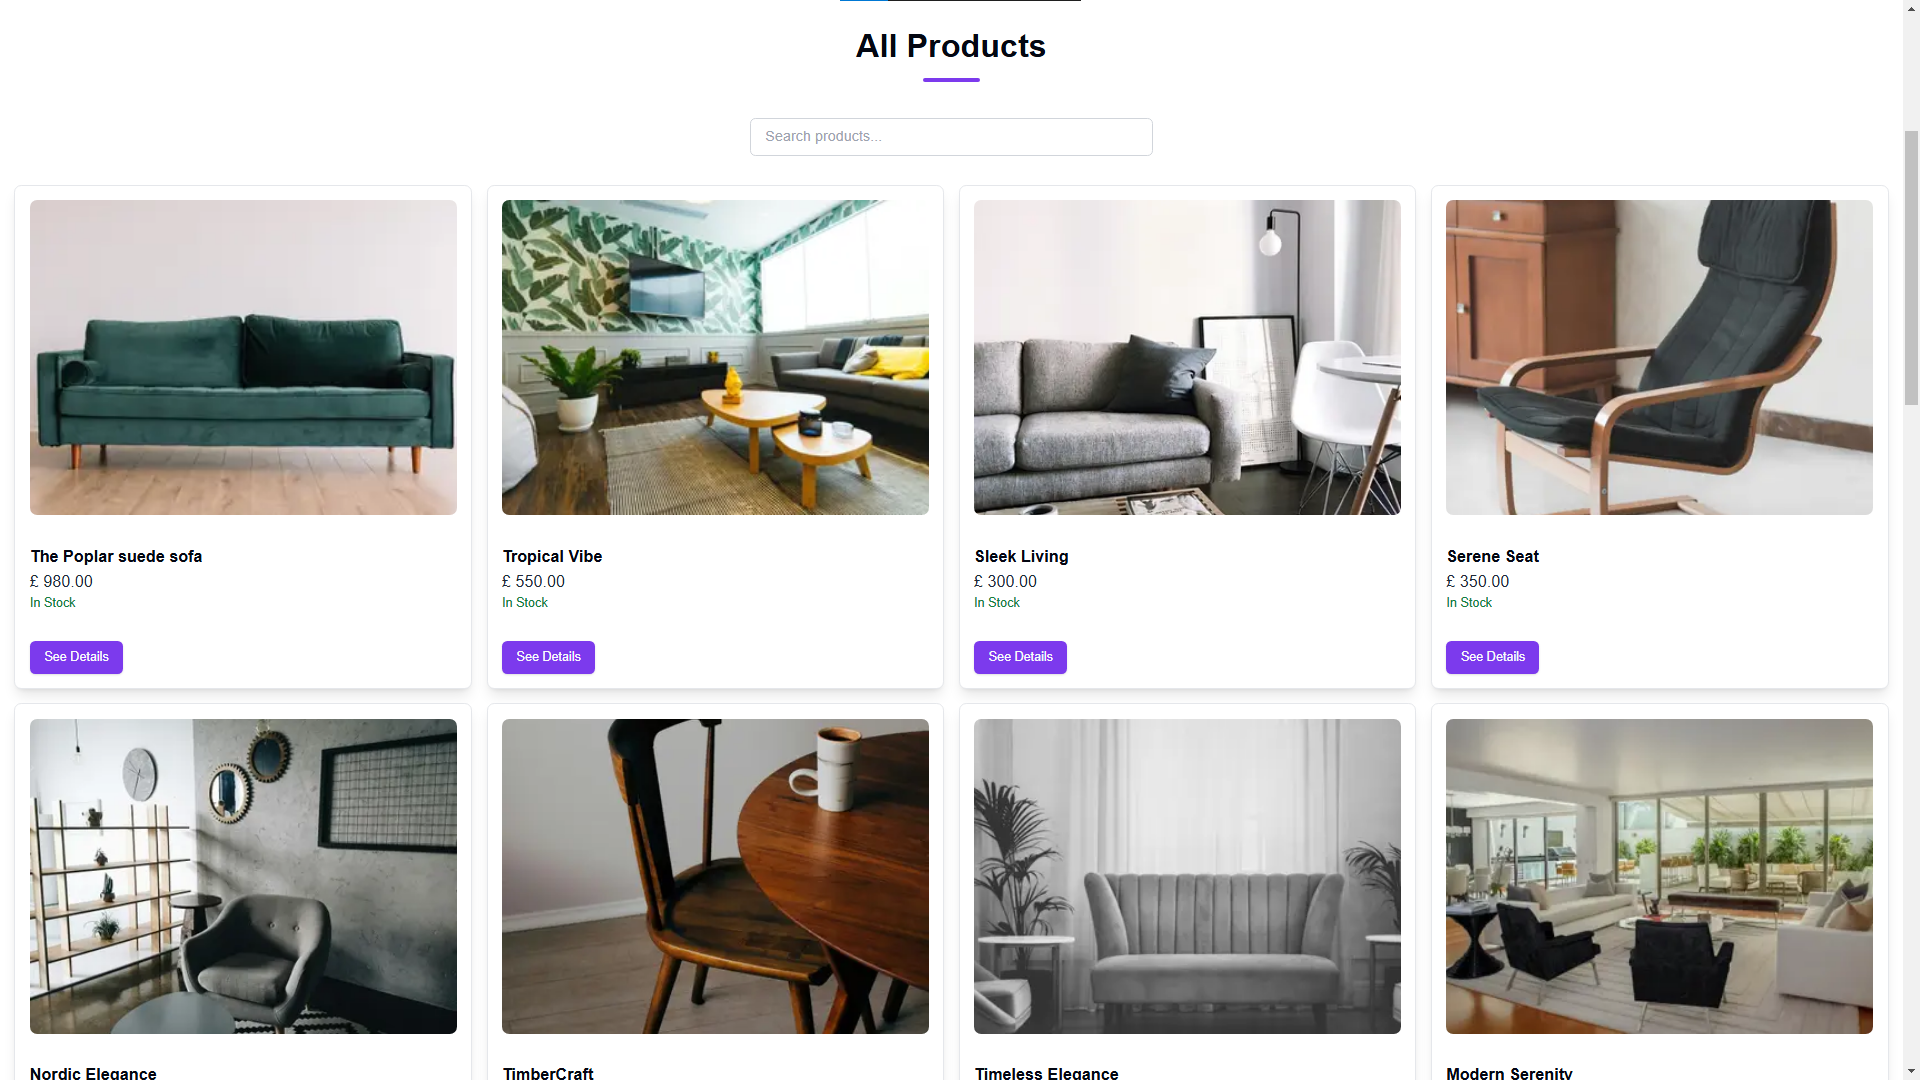 All Products
Search products...
The Poplar suede sofa
£ 980.00
In Stock
See Details
Tropical Vibe
£ 550.00
In Stock
See Details
Sleek Living
£ 300.00
In Stock
See Details
Serene Seat
£ 350.00
In Stock
See Details
Nordic Elegance
TimberCraft
Timeless Elegance
Modern Serenity